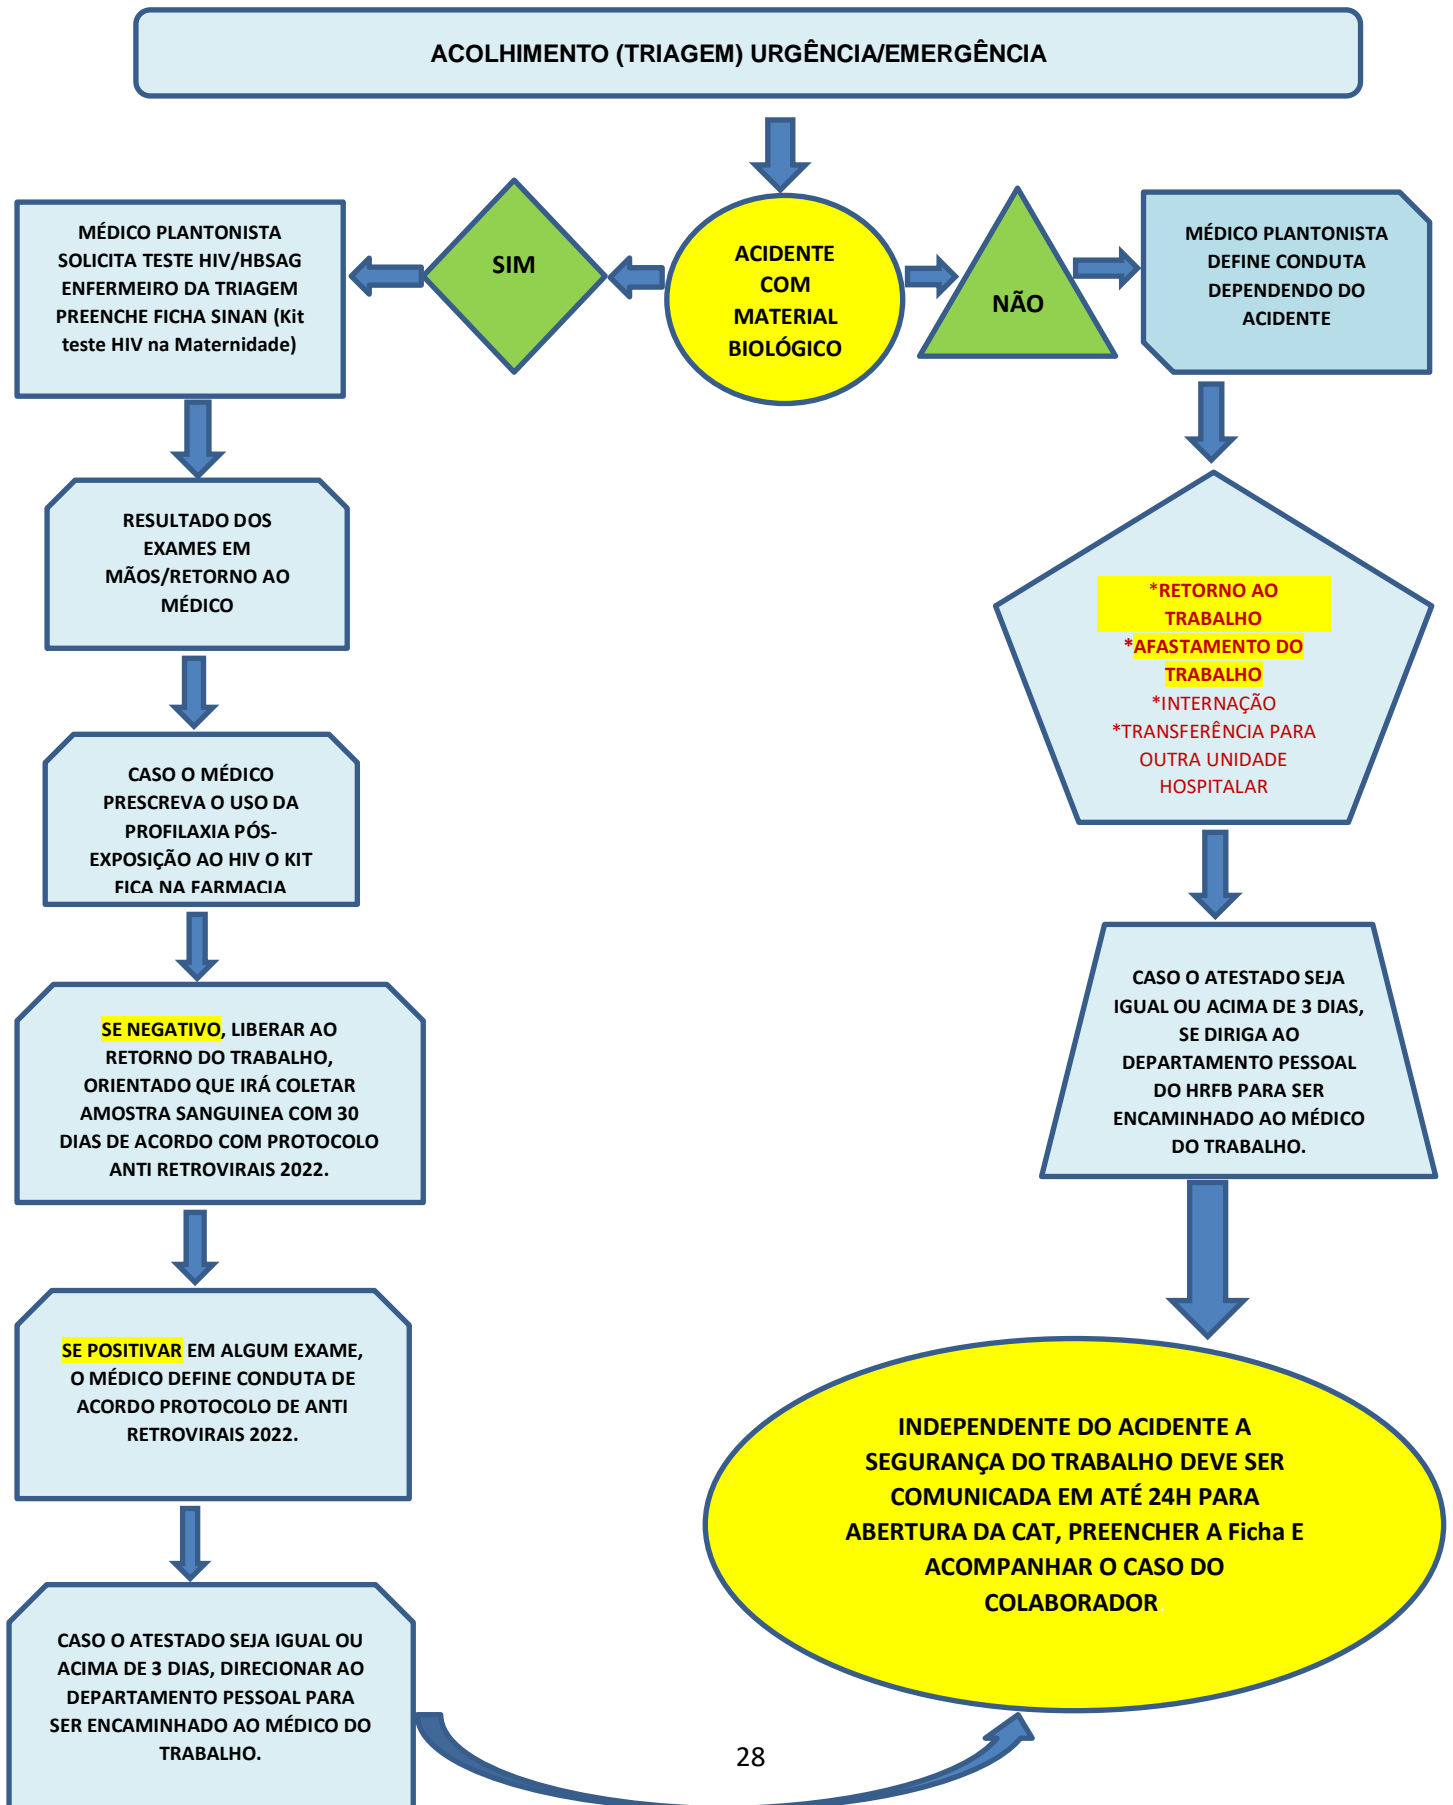 ACOLHIMENTO (TRIAGEM) URGÊNCIA/EMERGÊNCIA
MÉDICO PLANTONISTA
SOLICITA TESTE HIV/HBSAG
ENFERMEIRO DA TRIAGEM
PREENCHE FICHA SINAN (Kit
teste HIV na Maternidade)
SIM
ACIDENTE
COM
MATERIAL
BIOLÓGICO
NÃO
MÉDICO PLANTONISTA
DEFINE CONDUTA
DEPENDENDO DO
ACIDENTE
RESULTADO DOS
EXAMES EM
MÃOS/RETORNO AO
MÉDICO
CASO O MÉDICO
PRESCREVA O USO DA
PROFILAXIA PÓS-
EXPOSIÇÃO AO HIV O KIT
FICA NA FARMACIA
SE NEGATIVO, LIBERAR AO
RETORNO DO TRABALHO,
ORIENTADO QUE IRÁ COLETAR
AMOSTRA SANGUINEA COM 30
DIAS DE ACORDO COM PROTOCOLO
ANTI RETROVIRAIS 2022.
SE POSITIVAR EM ALGUM EXAME,
O MÉDICO DEFINE CONDUTA DE
ACORDO PROTOCOLO DE ANTI
RETROVIRAIS 2022.
CASO O ATESTADO SEJA IGUAL OU
ACIMA DE 3 DIAS, DIRECIONAR AO
DEPARTAMENTO PESSOAL PARA
SER ENCAMINHADO AO MÉDICO DO
TRABALHO.
*RETORNO AO
TRABALHO
*AFASTAMENTO DO
TRABALHO
*INTERNAÇÃO
*TRANSFERÊNCIA PARA
OUTRA UNIDADE
HOSPITALAR
CASO O ATESTADO SEJA
IGUAL OU ACIMA DE 3 DIAS,
SE DIRIGA AO
DEPARTAMENTO PESSOAL
DO HRFB PARA SER
ENCAMINHADO AO MÉDICO
DO TRABALHO.
INDEPENDENTE DO ACIDENTE A
SEGURANÇA DO TRABALHO DEVE SER
COMUNICADA EM ATÉ 24H PARA
ABERTURA DA CAT, PREENCHER A Ficha E
ACOMPANHAR O CASO DO
COLABORADOR.
28